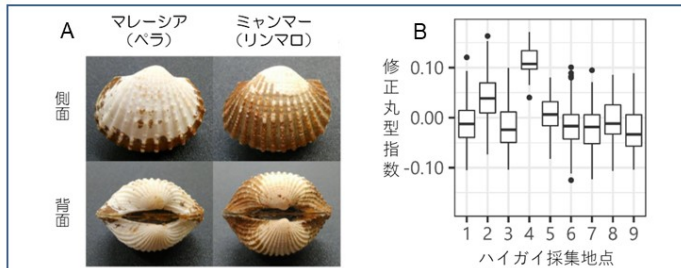 A
マレーシア
（ペラ）
ミャンマー
（リンマロ）
側面
背面
B
修正丸型指数
0.10
0.00
-0.10
1 2 3 4 5 6 7 8 9
ハイガイ採集地点